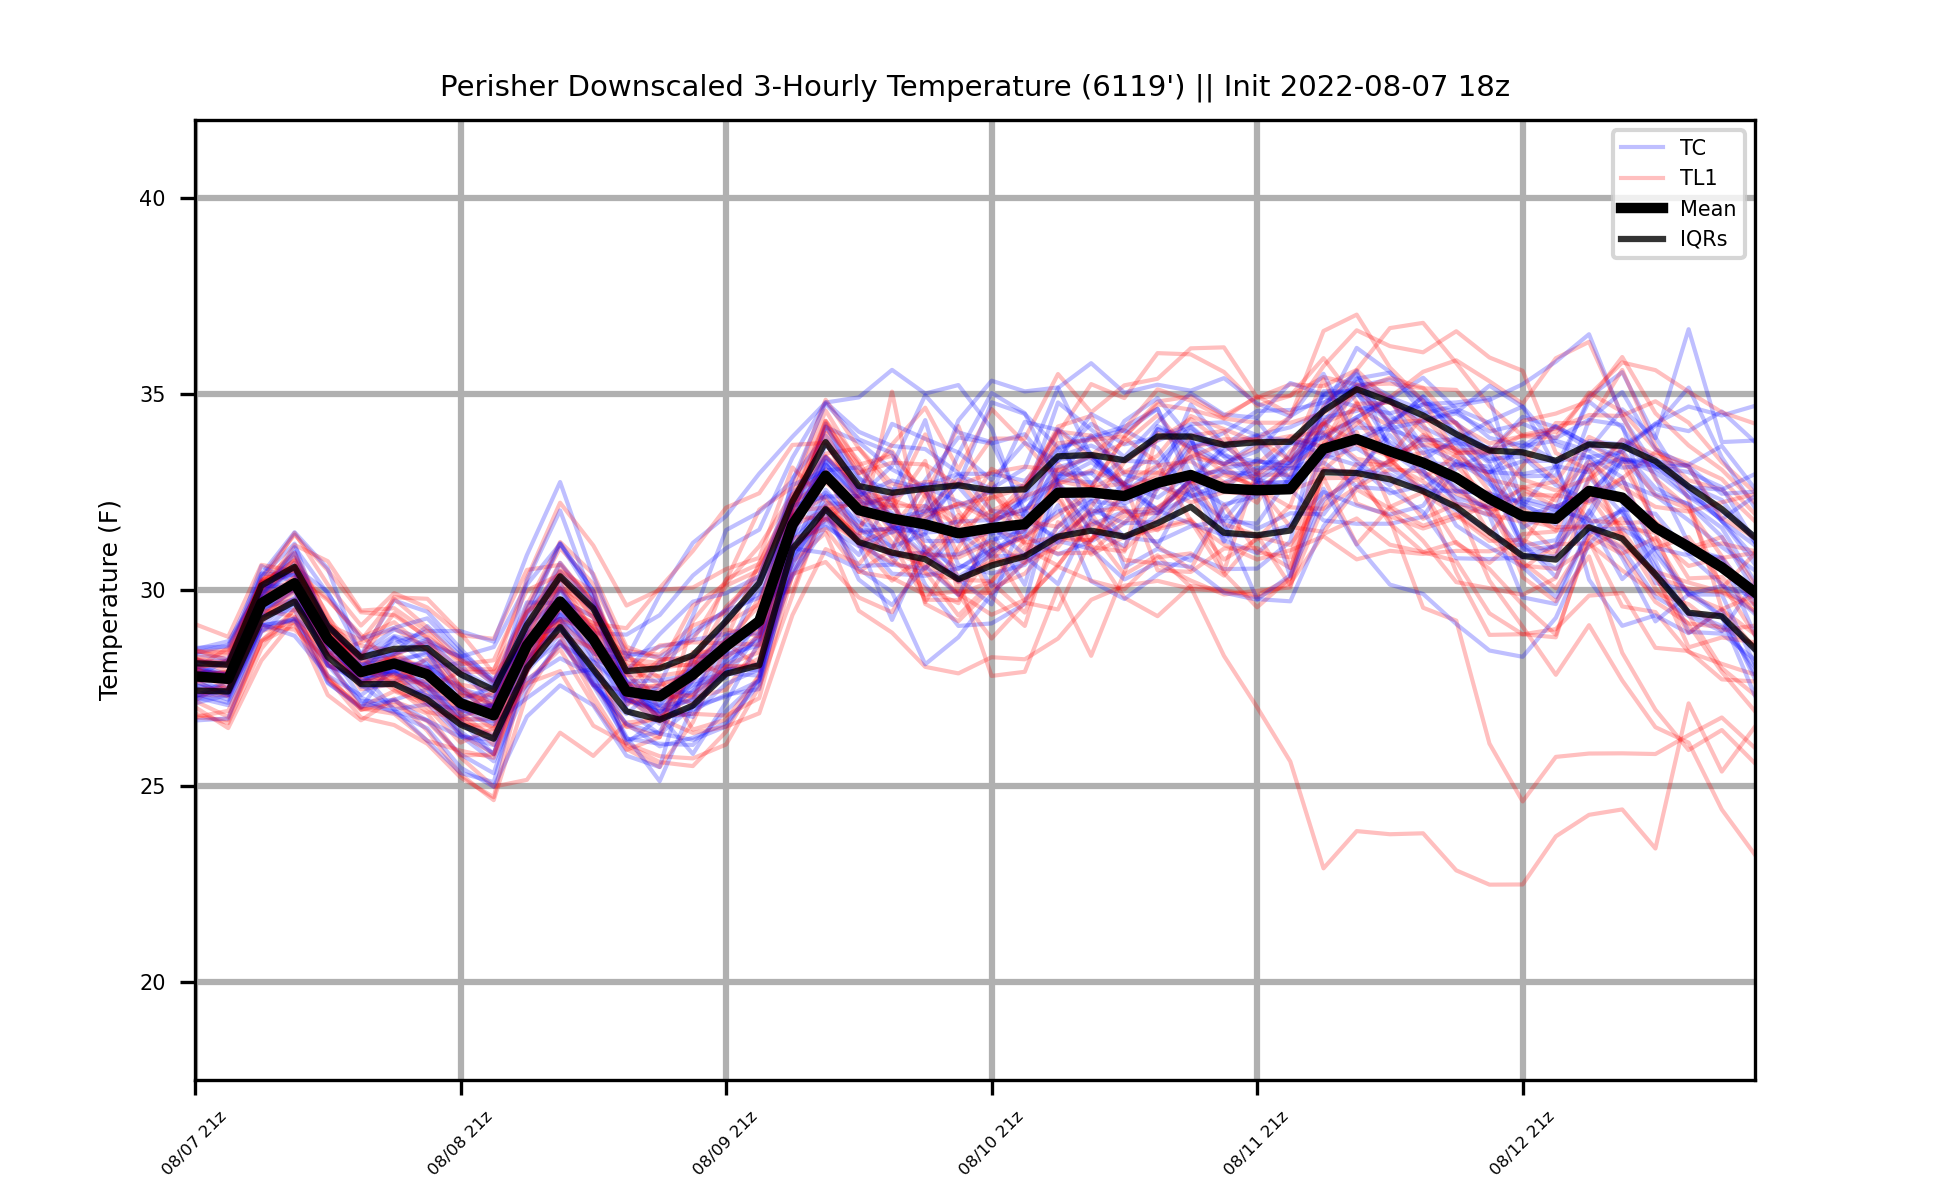 Perisher Downscaled 3-Hourly Temperature (6119') || Init 2022-08-07 18z
TC
TL1
Mean
IQRs
Temperature (F)
40
35
30
25
20
08/07 21z
08/08 21z
08/09 21z
08/10 21z
08/11 21z
08/12 21z